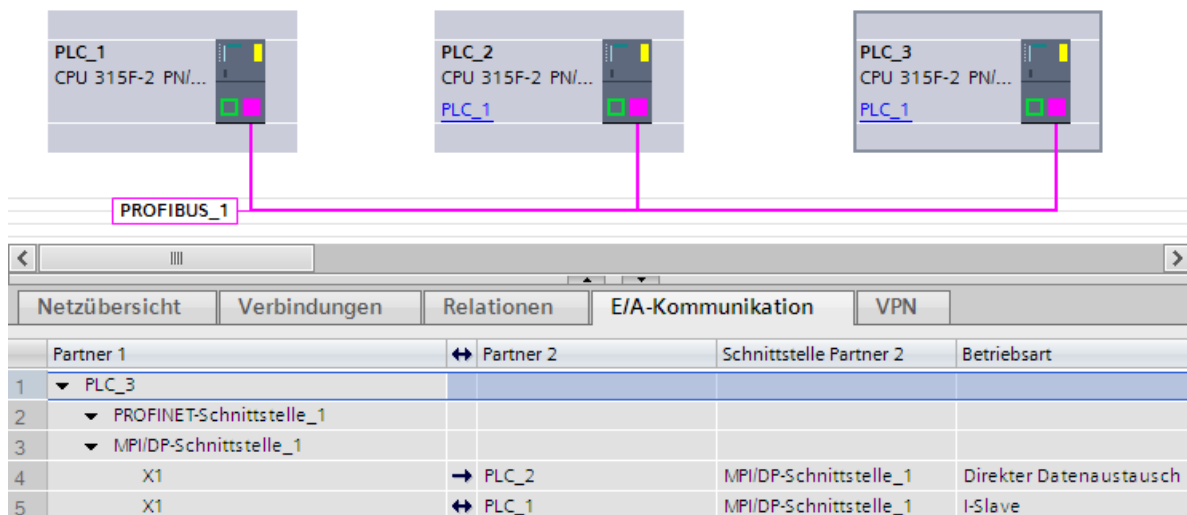 PLC_1
CPU 315F-2 PN/...
PLC_2
CPU 315F-2 PN/...
PLC_1
PLC_3
CPU 315F-2 PN/...
PLC_1
PROFIBUS_1
Netzübersicht Verbindungen Relationen E/A-Kommunikation VPN
Partner 1 Partner 2 Schnittstelle Partner 2 Betriebsart
1 PLC_3
2 PROFINET-Schnittstelle_1
3 MPI/DP-Schnittstelle_1
4 X1 PLC_2 MPI/DP-Schnittstelle_1 Direkter Datenaustausch
5 X1 PLC_1 MPI/DP-Schnittstelle_1 I-Slave